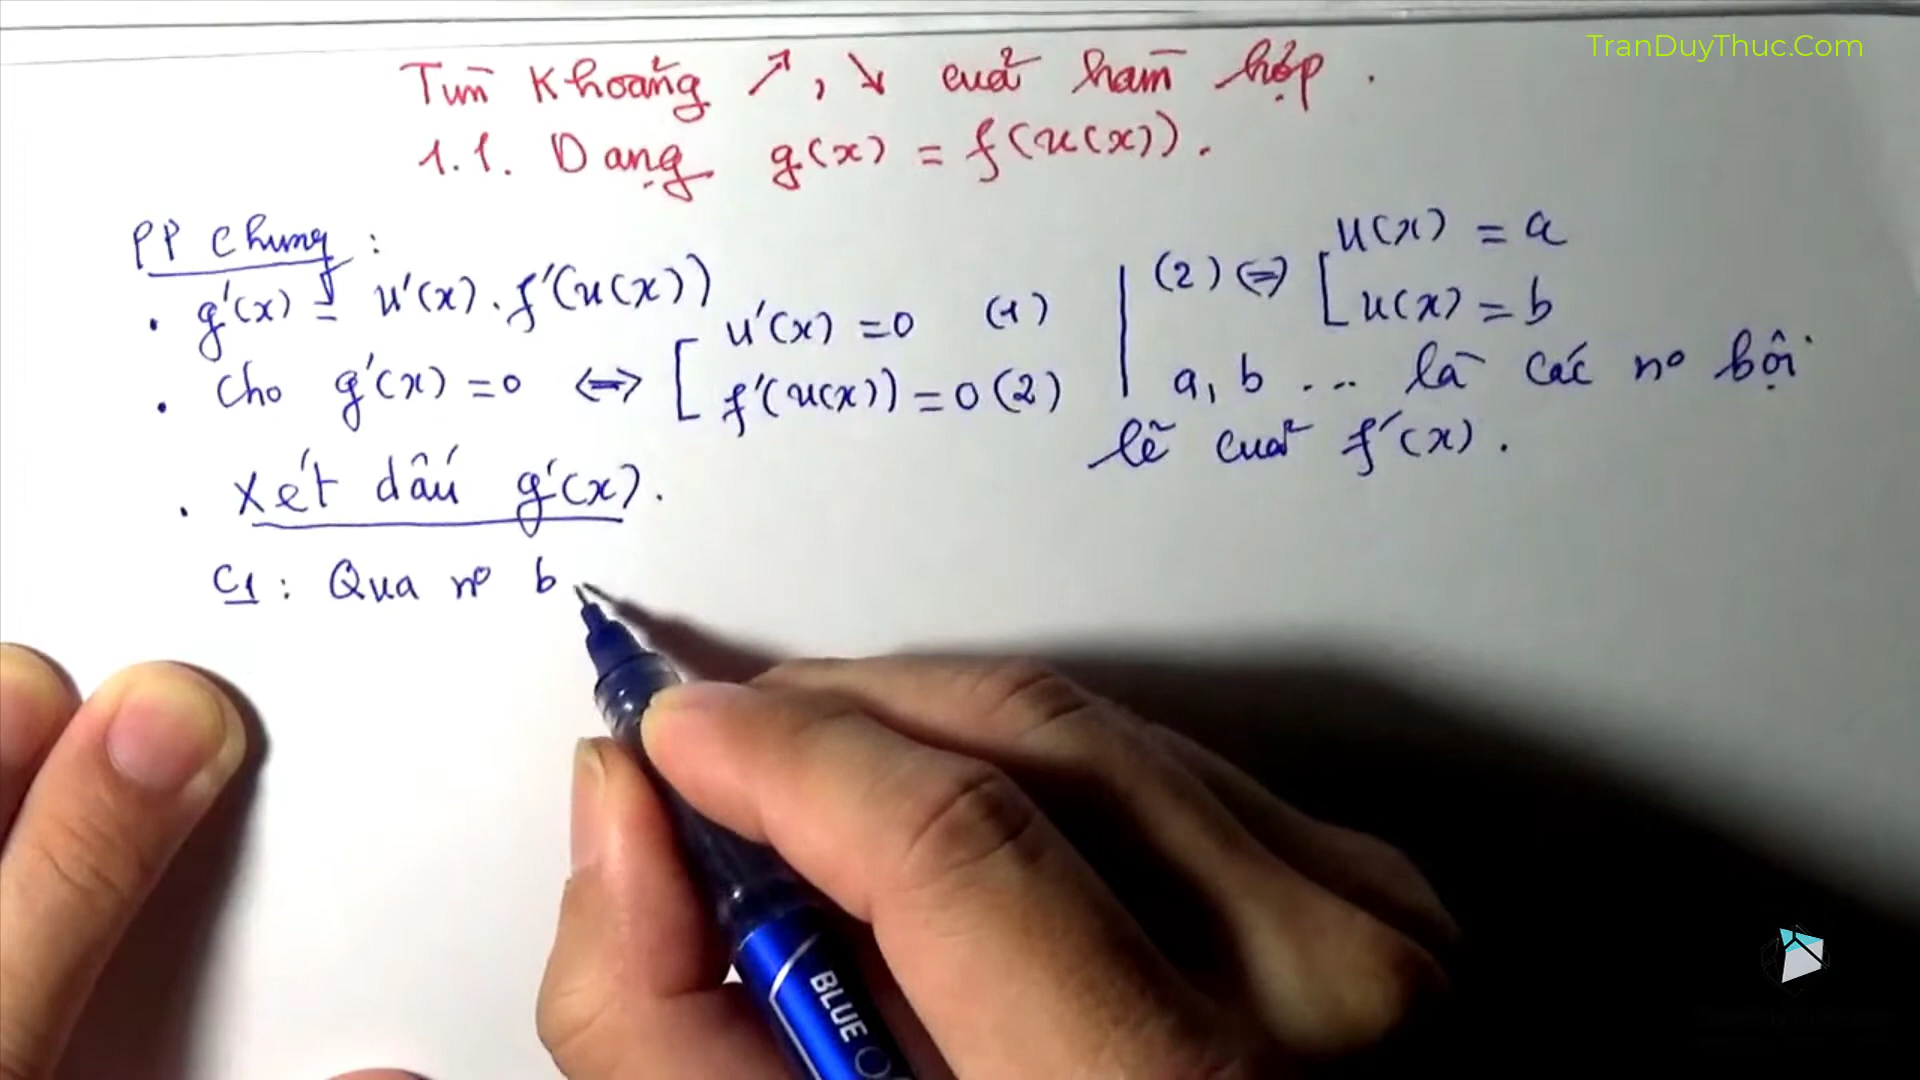 TranDuyThuc.Com
Tìm Khoảng ↗, ↘ của hàm hợp.
1.1. Dạng g(x) = f(u(x)).
PP Chung:
• g'(x) = u'(x). f'(u(x))
• Cho g'(x) = 0 ⇔ [ u'(x) = 0 (1)
f'(u(x)) = 0 (2)
(2) ⇔ [ u(x) = a
u(x) = b
a, b ... là các nº bội
lẽ của f'(x).
• Xét dấu g'(x).
C1: Qua nº b
BLUE